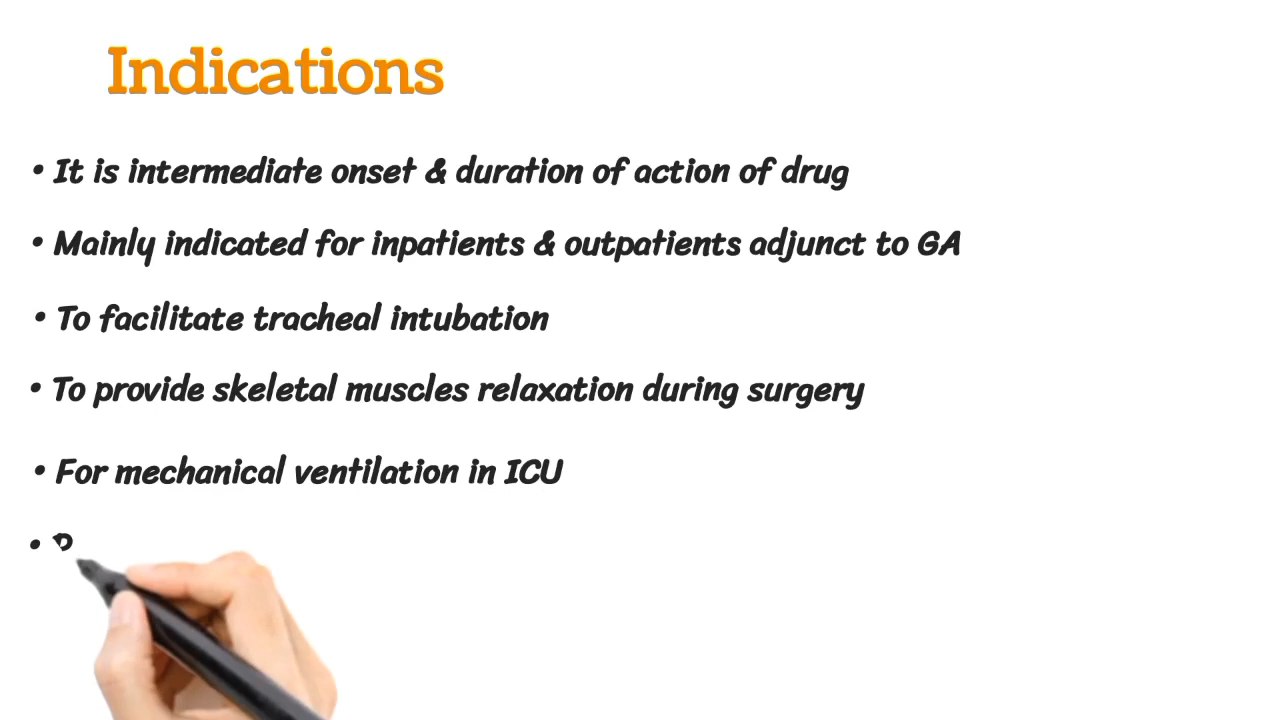 Indications
• It is intermediate onset & duration of action of drug
• Mainly indicated for inpatients & outpatients adjunct to GA
• To facilitate tracheal intubation
• To provide skeletal muscles relaxation during surgery
• For mechanical ventilation in ICU
•